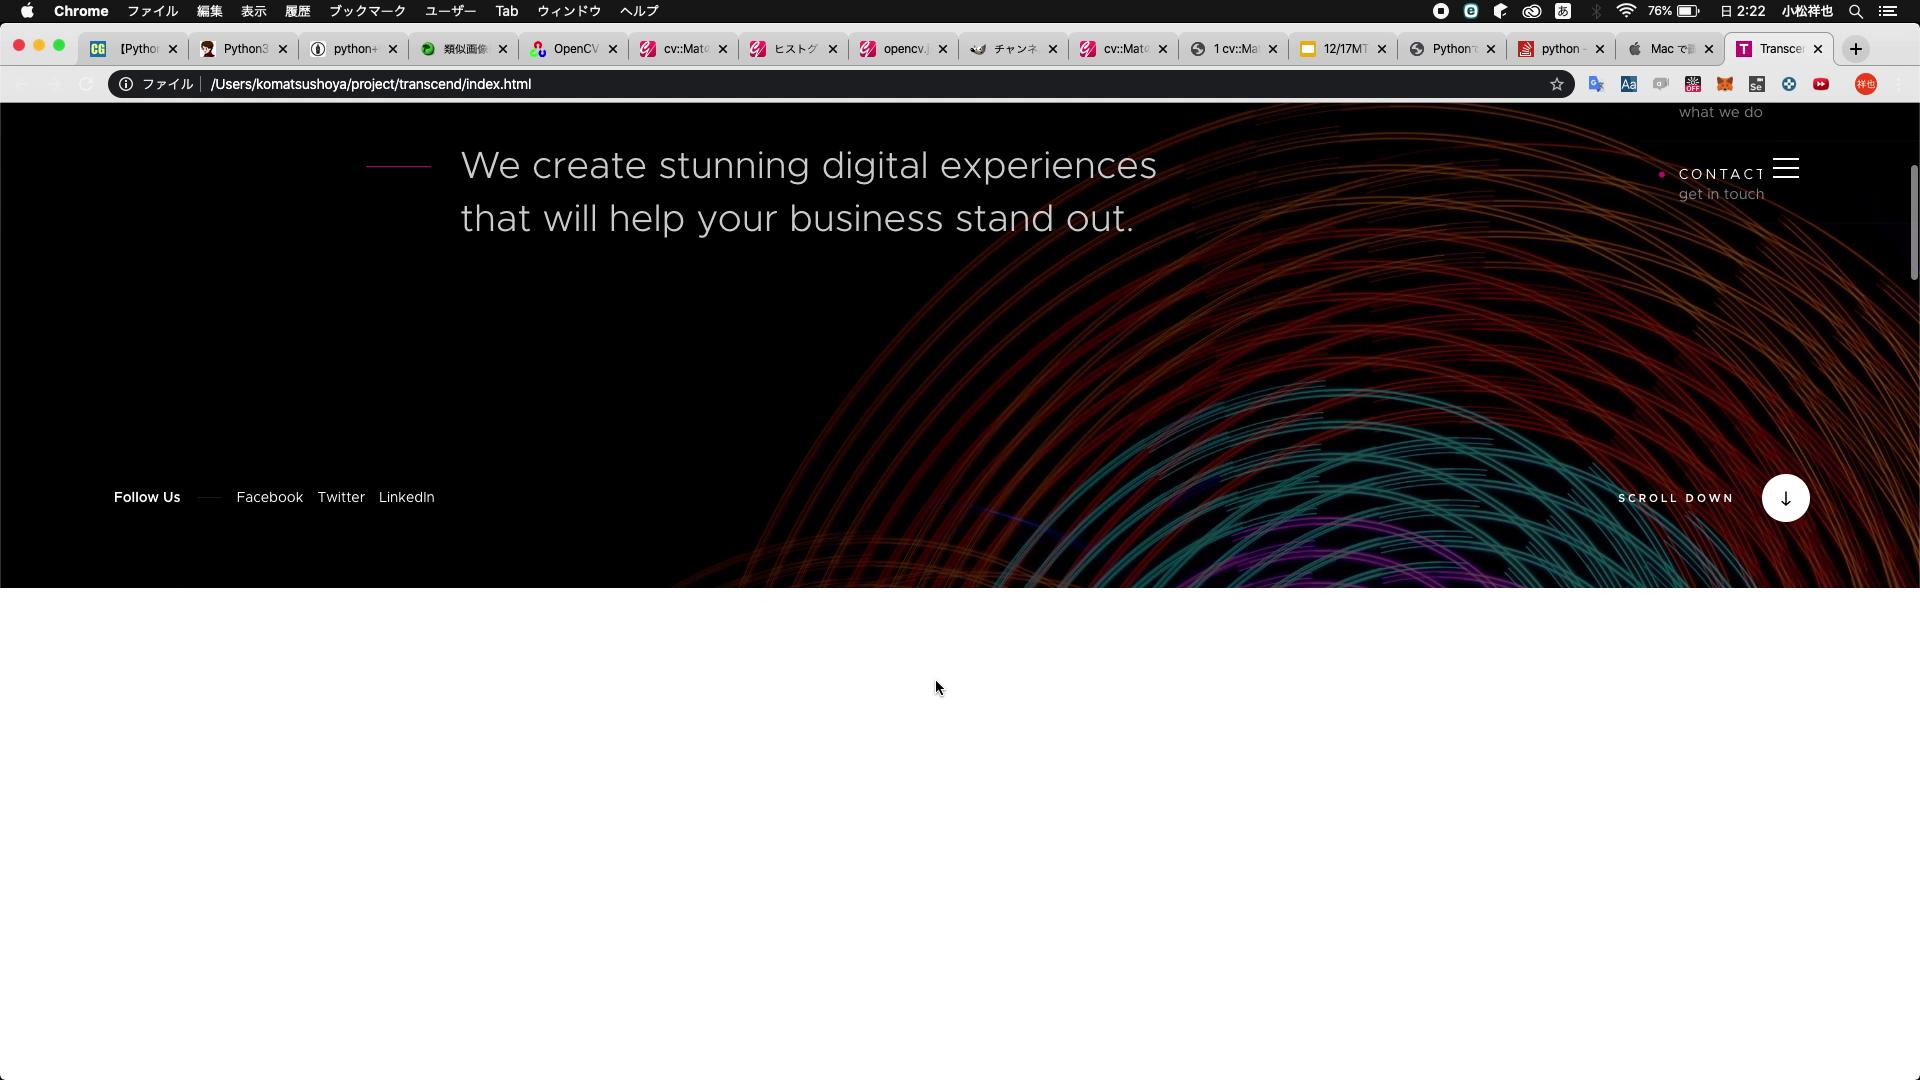 Chrome ファイル 編集 表示 履歴 ブックマーク ユーザー Tab ウィンドウ ヘルプ 76% 日 2:22 小松祥也
【Pytho Python3 python+ 類似画像 OpenCV cv::Mat ヒストグ opencv. チャンネ cv::Mat 1 cv::Ma 12/17MT Python python - Mac で Transce
ファイル /Users/komatsushoya/project/transcend/index.html 祥也
what we do
We create stunning digital experiences
that will help your business stand out.
CONTACT
get in touch
Follow Us Facebook Twitter LinkedIn
SCROLL DOWN